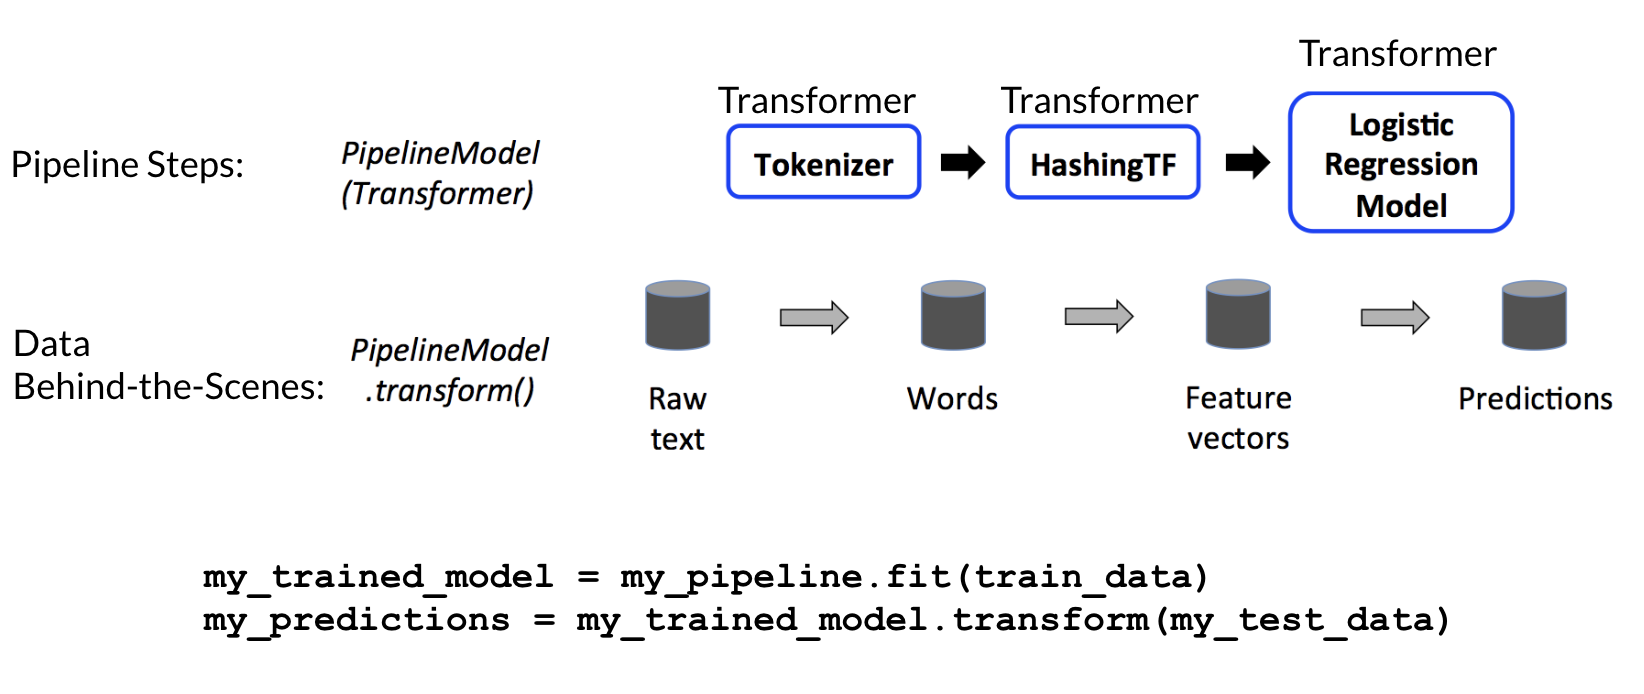 Transformer
Transformer
Transformer
Pipeline Steps:
PipelineModel
(Transformer)
Tokenizer
HashingTF
Logistic
Regression
Model
Data
Behind-the-Scenes:
PipelineModel
.transform()
Raw
text
Words
Feature
vectors
Predictions
my_trained_model = my_pipeline.fit(train_data)
my_predictions = my_trained_model.transform(my_test_data)